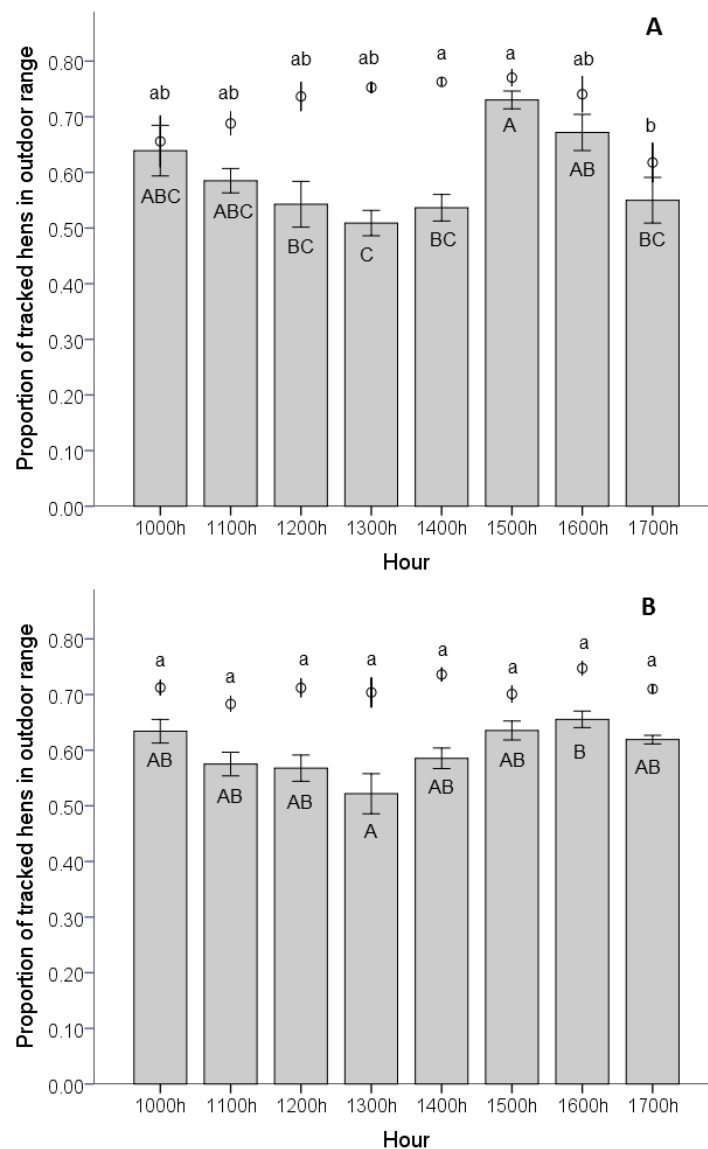 A
Proportion of tracked hens in outdoor range
0.80
0.70
0.60
0.50
0.40
0.30
0.20
0.10
0.00
ab ab ab ab a a ab b
ABC ABC BC C BC A AB BC
1000h 1100h 1200h 1300h 1400h 1500h 1600h 1700h
Hour
B
Proportion of tracked hens in outdoor range
0.80
0.70
0.60
0.50
0.40
0.30
0.20
0.10
0.00
a a a a a a a a
AB AB AB A AB AB B AB
1000h 1100h 1200h 1300h 1400h 1500h 1600h 1700h
Hour